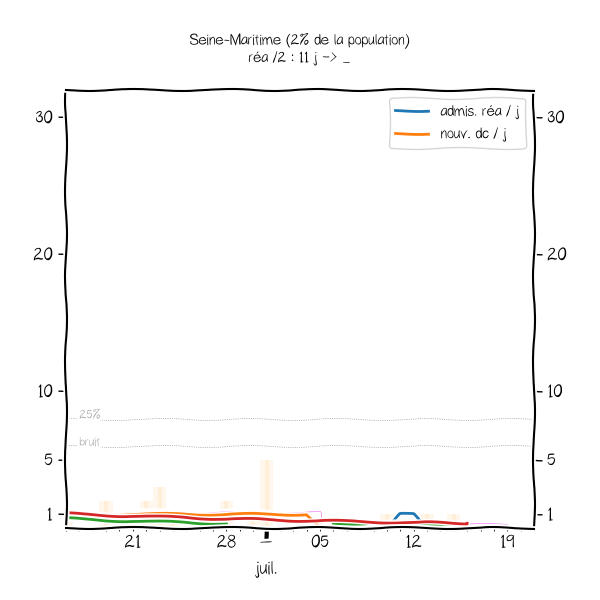 Seine-Maritime (2% de la population)
réa /2 : 11 j -> _
admis. réa / j
nouv. dc / j
30
30
20
20
10
10
25%
bruit
5
5
1
1
21
28
05
12
19
juil.